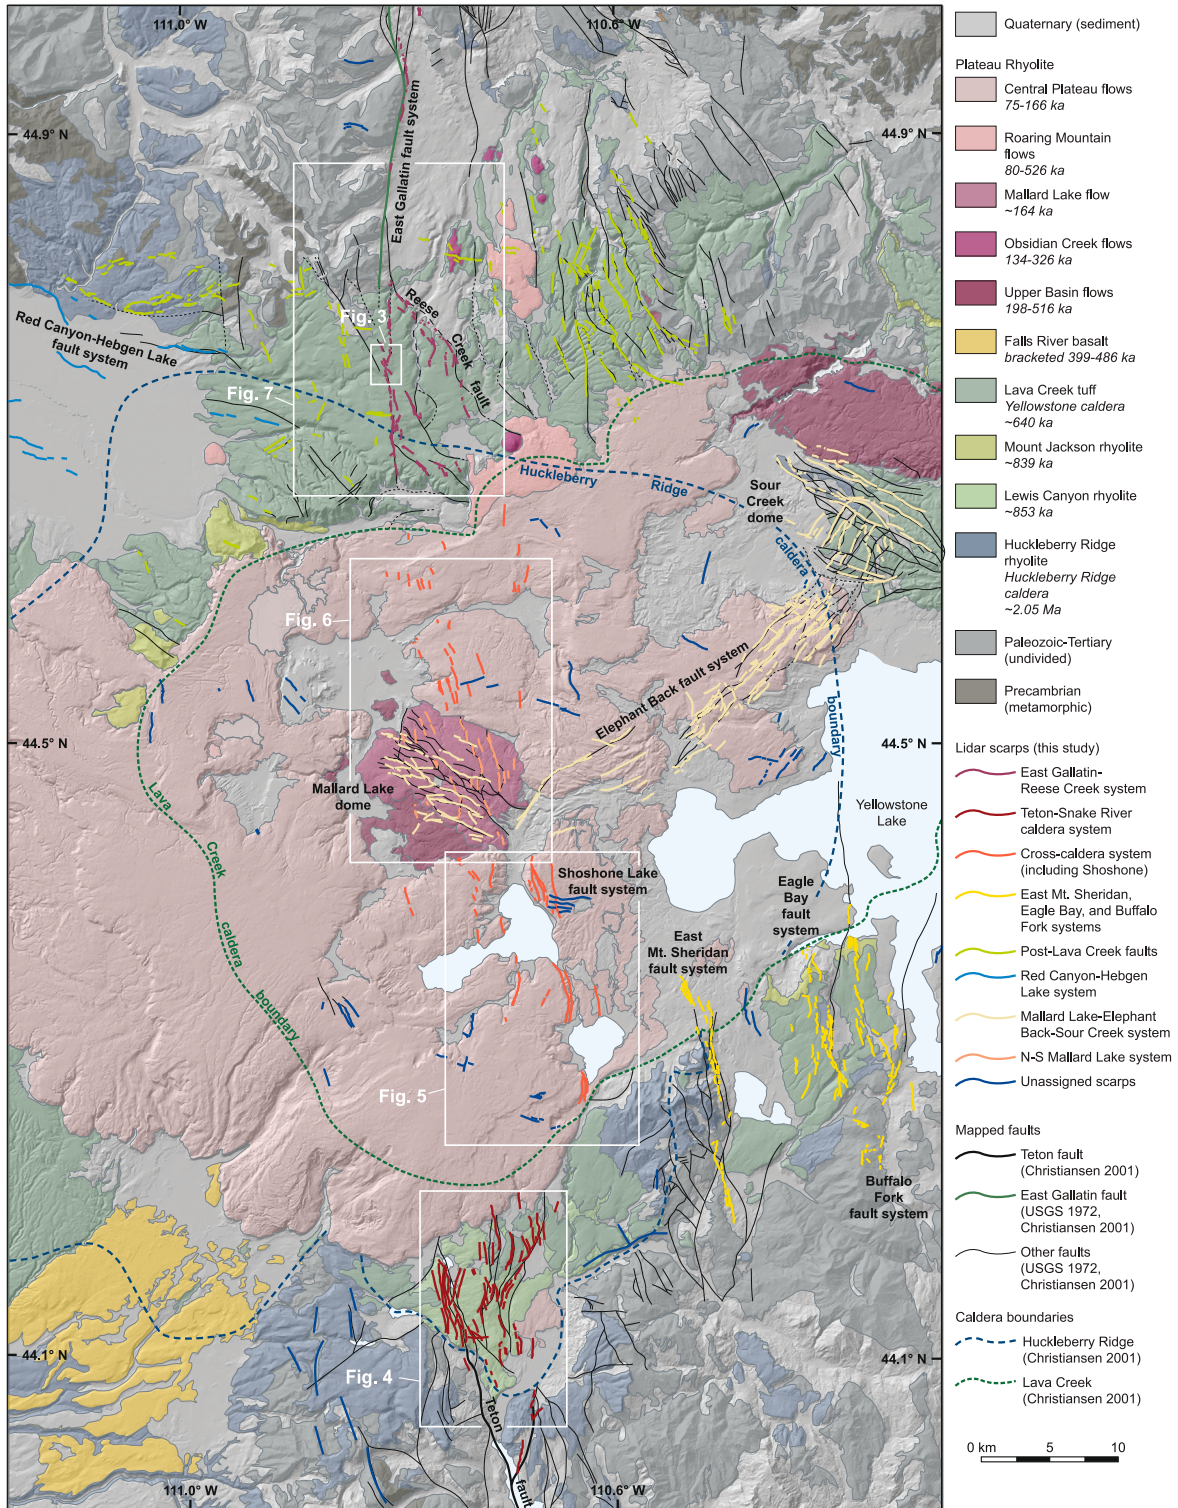 111.0° W
110.6° W
44.9° N
44.9° N
East Gallatin fault system
Reese
Creek
fault
Fig. 3
Red Canyon-Hebgen Lake
fault system
Fig. 7
Huckleberry
Ridge
caldera
boundary
Sour
Creek
dome
Fig. 6
Elephant Back fault system
44.5° N
44.5° N
Mallard Lake
dome
Yellowstone
Lake
Lava
Creek
caldera
boundary
Shoshone Lake
fault system
Eagle
Bay
fault
system
East
Mt. Sheridan
fault system
Fig. 5
Buffalo
Fork
fault system
44.1° N
44.1° N
Fig. 4
Teton
fault
111.0° W
110.6° W
Quaternary (sediment)
Plateau Rhyolite
Central Plateau flows
75-166 ka
Roaring Mountain
flows
80-526 ka
Mallard Lake flow
~164 ka
Obsidian Creek flows
134-326 ka
Upper Basin flows
198-516 ka
Falls River basalt
bracketed 399-486 ka
Lava Creek tuff
Yellowstone caldera
~640 ka
Mount Jackson rhyolite
~839 ka
Lewis Canyon rhyolite
~853 ka
Huckleberry Ridge
rhyolite
Huckleberry Ridge
caldera
~2.05 Ma
Paleozoic-Tertiary
(undivided)
Precambrian
(metamorphic)
Lidar scarps (this study)
East Gallatin-
Reese Creek system
Teton-Snake River
caldera system
Cross-caldera system
(including Shoshone)
East Mt. Sheridan,
Eagle Bay, and Buffalo
Fork systems
Post-Lava Creek faults
Red Canyon-Hebgen
Lake system
Mallard Lake-Elephant
Back-Sour Creek system
N-S Mallard Lake system
Unassigned scarps
Mapped faults
Teton fault
(Christiansen 2001)
East Gallatin fault
(USGS 1972,
Christiansen 2001)
Other faults
(USGS 1972,
Christiansen 2001)
Caldera boundaries
Huckleberry Ridge
(Christiansen 2001)
Lava Creek
(Christiansen 2001)
0 km 5 10